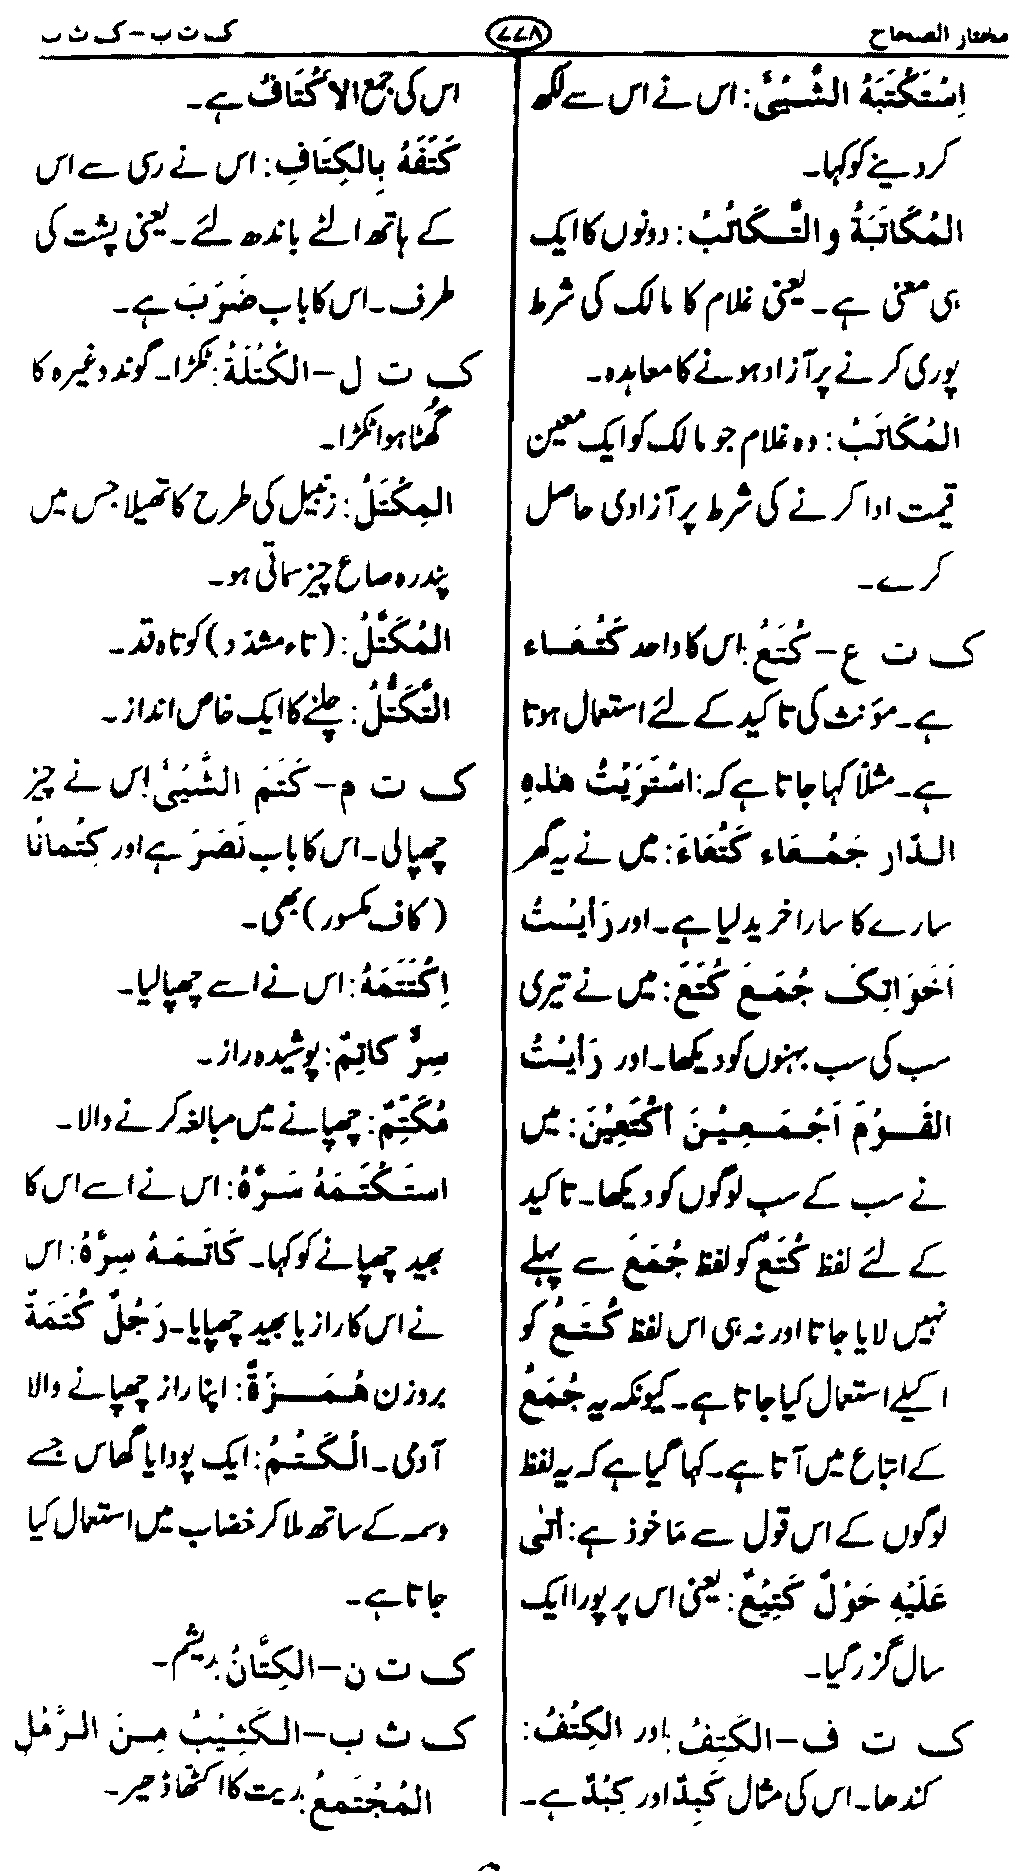 مختار الصحاح
۷۷۸
ک ت ب – ک ث ب
اِسْتَكْتَبَهُ الشَّيْئَ: اس نے اس سے لکھ
کر دینے کو کہا۔
المُكَاتَبَةُ والتَّكَاتُبُ: دونوں کا ایک
ہی معنی ہے۔ یعنی غلام کا مالک کی شرط
پوری کرنے پر آزاد ہونے کا معاہدہ۔
المُكَاتَبُ: وہ غلام جو مالک کو ایک معین
قیمت ادا کرنے کی شرط پر آزادی حاصل
کرے۔
ک ت ع – كُتَعُ: اس کا واحد كَتْعَاء
ہے۔ مؤنث کی تاکید کے لئے استعمال ہوتا
ہے۔ مثلاً کہا جاتا ہے کہ: اشْتَرَيْتُ هٰذِهِ
الدَّار جَمْعَاء كَتْعَاءَ: میں نے یہ گھر
سارے کا سارا خرید لیا ہے۔ اور رَأَيْتُ
اَخَوَاتِكَ جُمَعَ كُتَعَ: میں نے تیری
سب کی سب بہنوں کو دیکھا۔ اور رَأَيْتُ
القَوْمَ اَجْمَعِيْنَ اَكْتَعِيْنَ: میں
نے سب کے سب لوگوں کو دیکھا۔ تاکید
کے لئے لفظ كُتَعُ کو لفظ جُمَعَ سے پہلے
نہیں لایا جاتا اور نہ ہی اس لفظ كُتَعُ کو
اکیلے استعمال کیا جاتا ہے۔ کیونکہ یہ جُمَعُ
کے اتباع میں آتا ہے۔ کہا گیا ہے کہ یہ لفظ
لوگوں کے اس قول سے ماخوذ ہے: أتٰى
عَلَيْهِ حَوْلٌ كَتِيْعٌ: یعنی اس پر پورا ایک
سال گزر گیا۔
ک ت ف – الكَتِفُ اور الكِتْفُ:
کندھا۔ اس کی مثال كَبِدٌ اور كِبْدٌ ہے۔
اس کی جمع الاَكْتَافُ ہے۔
كَتَفَهُ بِالكِتَافِ: اس نے رسی سے اس
کے ہاتھ الٹے باندھ لئے۔ یعنی پشت کی
طرف۔ اس کا باب ضَرَبَ ہے۔
ک ت ل – الكُتْلَةُ: ٹکڑا۔ گوند وغیرہ کا
گُھٹا ہوا ٹکڑا۔
المِكْتَلُ: زنبیل کی طرح کا تھیلا جس میں
پندرہ صاع چیز سماتی ہو۔
المُكَتَّلُ: (تاء مشدّد) کوتاہ قد۔
التَّكَتُّلُ: چلنے کا ایک خاص انداز۔
ک ت م – كَتَمَ الشَّيْئَ: اس نے چیز
چھپالی۔ اس کا باب نَصَرَ ہے اور كِتْمانًا
(کاف مکسور) بھی۔
اِكْتَتَمَهُ: اس نے اسے چھپا لیا۔
سِرٌّ كاتِمٌ: پوشیدہ راز۔
مُكَتِّمٌ: چھپانے میں مبالغہ کرنے والا۔
استَكْتَمَهُ سَرَّهُ: اس نے اسے اس کا
بھید چھپانے کو کہا۔ كَاتَمَهُ سِرَّهُ: اس
نے اس کا راز یا بھید چھپایا۔ رَجُلٌ كُتَمَةٌ
بروزن هُمَزَةٌ: اپنا راز چھپانے والا
آدمی۔ الْكَتْمُ: ایک پودا یا گھاس جسے
وسمہ کے ساتھ ملا کر خضاب میں استعمال کیا
جاتا ہے۔
ک ت ن – الكِتَّانُ: ریشم۔
ک ث ب – الكَثِيْبُ مِنَ الرَّمْلِ
المُجْتَمِعُ: ریت کا اکٹھا ڈھیر۔